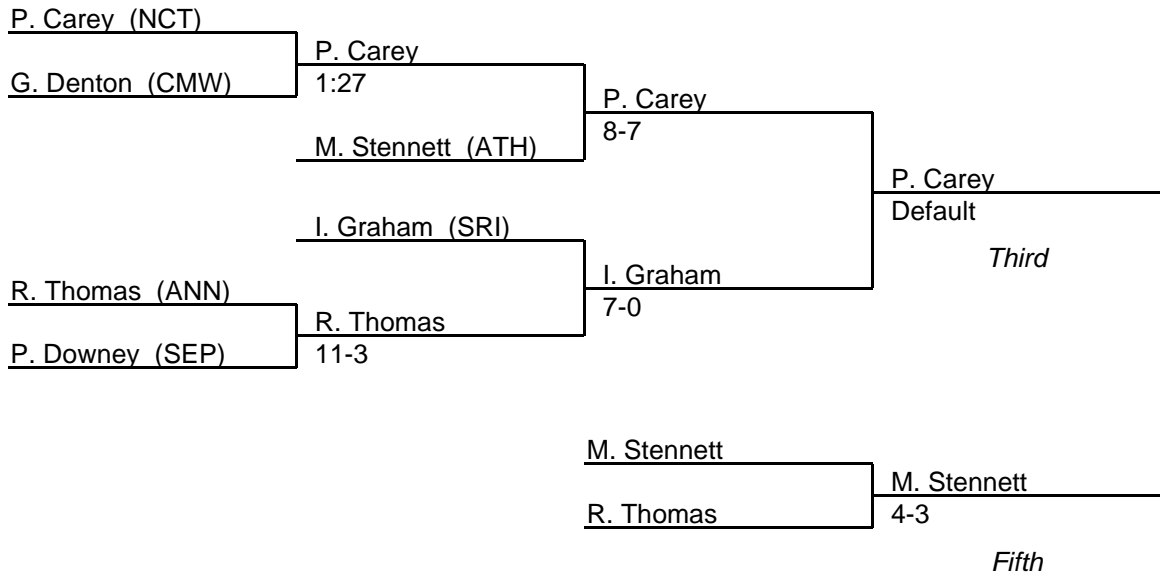 P. Carey (NCT)
P. Carey
G. Denton (CMW)
1:27
P. Carey
8-7
M. Stennett (ATH)
P. Carey
Default
I. Graham (SRI)
Third
I. Graham
R. Thomas (ANN)
7-0
R. Thomas
P. Downey (SEP)
11-3
M. Stennett
M. Stennett
R. Thomas
4-3
Fifth